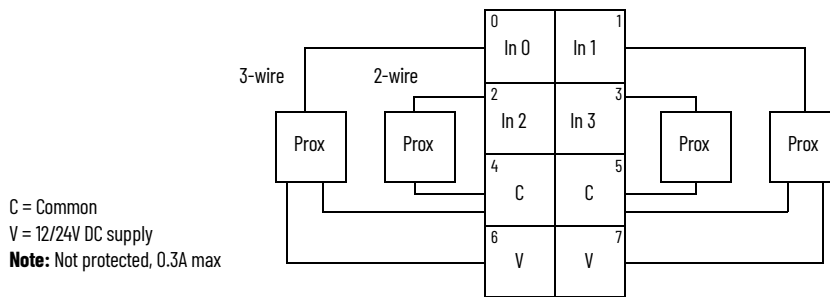 0 1
In 0 In 1
3-wire 2-wire
2 3
In 2 In 3
Prox Prox Prox Prox
4 5
C C
C = Common
6 7
V = 12/24V DC supply
V V
Note: Not protected, 0.3A max